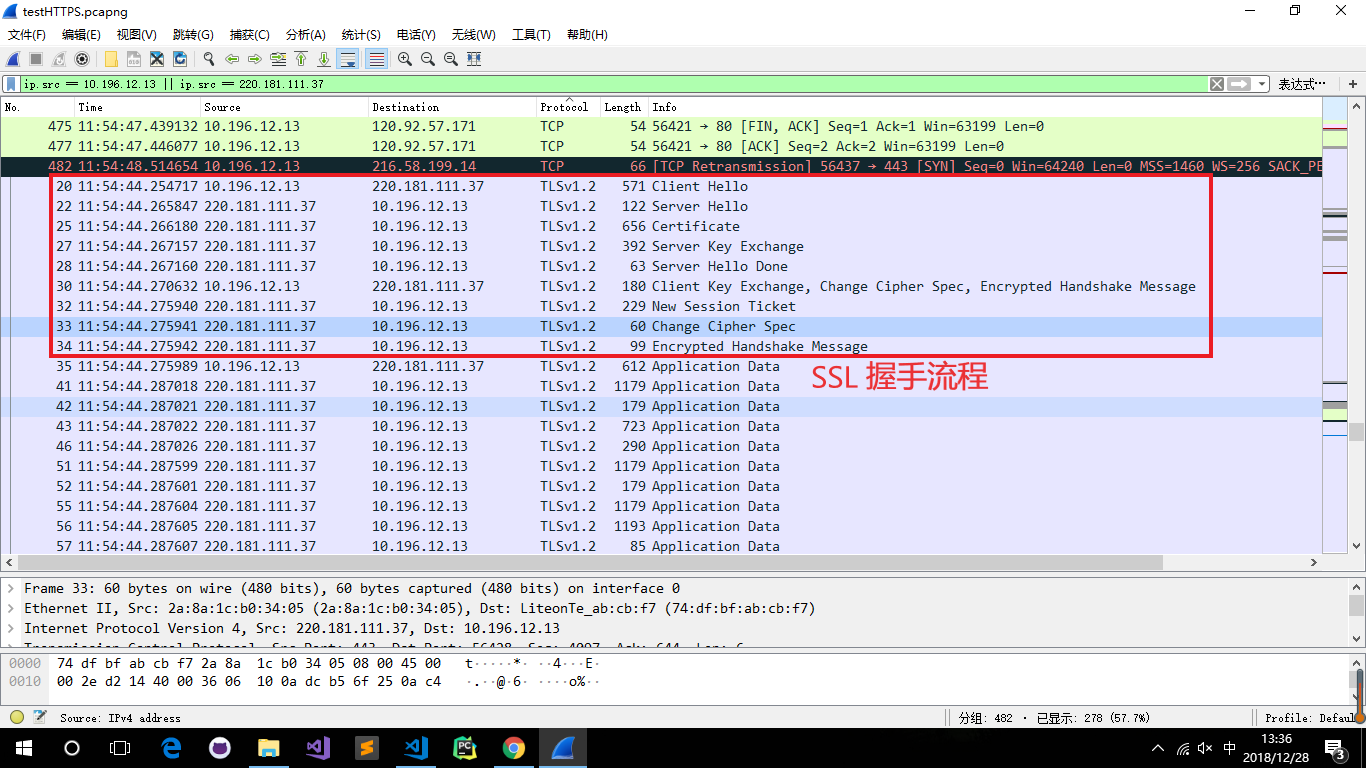 testHTTPS.pcapng
文件(F) 编辑(E) 视图(V) 跳转(G) 捕获(C) 分析(A) 统计(S) 电话(Y) 无线(W) 工具(T) 帮助(H)
ip.src == 10.196.12.13 || ip.src == 220.181.111.37 表达式… +
No. Time Source Destination Protocol Length Info
475 11:54:47.439132 10.196.12.13 120.92.57.171 TCP 54 56421 → 80 [FIN, ACK] Seq=1 Ack=1 Win=63199 Len=0
477 11:54:47.446077 10.196.12.13 120.92.57.171 TCP 54 56421 → 80 [ACK] Seq=2 Ack=2 Win=63199 Len=0
482 11:54:48.514654 10.196.12.13 216.58.199.14 TCP 66 [TCP Retransmission] 56437 → 443 [SYN] Seq=0 Win=64240 Len=0 MSS=1460 WS=256 SACK_PE
20 11:54:44.254717 10.196.12.13 220.181.111.37 TLSv1.2 571 Client Hello
22 11:54:44.265847 220.181.111.37 10.196.12.13 TLSv1.2 122 Server Hello
25 11:54:44.266180 220.181.111.37 10.196.12.13 TLSv1.2 656 Certificate
27 11:54:44.267157 220.181.111.37 10.196.12.13 TLSv1.2 392 Server Key Exchange
28 11:54:44.267160 220.181.111.37 10.196.12.13 TLSv1.2 63 Server Hello Done
30 11:54:44.270632 10.196.12.13 220.181.111.37 TLSv1.2 180 Client Key Exchange, Change Cipher Spec, Encrypted Handshake Message
32 11:54:44.275940 220.181.111.37 10.196.12.13 TLSv1.2 229 New Session Ticket
33 11:54:44.275941 220.181.111.37 10.196.12.13 TLSv1.2 60 Change Cipher Spec
34 11:54:44.275942 220.181.111.37 10.196.12.13 TLSv1.2 99 Encrypted Handshake Message
35 11:54:44.275989 10.196.12.13 220.181.111.37 TLSv1.2 612 Application Data
SSL 握手流程
41 11:54:44.287018 220.181.111.37 10.196.12.13 TLSv1.2 1179 Application Data
42 11:54:44.287021 220.181.111.37 10.196.12.13 TLSv1.2 179 Application Data
43 11:54:44.287022 220.181.111.37 10.196.12.13 TLSv1.2 723 Application Data
46 11:54:44.287026 220.181.111.37 10.196.12.13 TLSv1.2 290 Application Data
51 11:54:44.287599 220.181.111.37 10.196.12.13 TLSv1.2 1179 Application Data
52 11:54:44.287601 220.181.111.37 10.196.12.13 TLSv1.2 179 Application Data
55 11:54:44.287604 220.181.111.37 10.196.12.13 TLSv1.2 1179 Application Data
56 11:54:44.287605 220.181.111.37 10.196.12.13 TLSv1.2 1193 Application Data
57 11:54:44.287607 220.181.111.37 10.196.12.13 TLSv1.2 85 Application Data
Frame 33: 60 bytes on wire (480 bits), 60 bytes captured (480 bits) on interface 0
Ethernet II, Src: 2a:8a:1c:b0:34:05 (2a:8a:1c:b0:34:05), Dst: LiteonTe_ab:cb:f7 (74:df:bf:ab:cb:f7)
Internet Protocol Version 4, Src: 220.181.111.37, Dst: 10.196.12.13
0000 74 df bf ab cb f7 2a 8a 1c b0 34 05 08 00 45 00 t·····*· ··4···E·
0010 00 2e d2 14 40 00 36 06 10 0a dc b5 6f 25 0a c4 ·.··@·6· ····o%··
Source: IPv4 address 分组: 482 · 已显示: 278 (57.7%) Profile: Defaul
中 13:36
2018/12/28 3